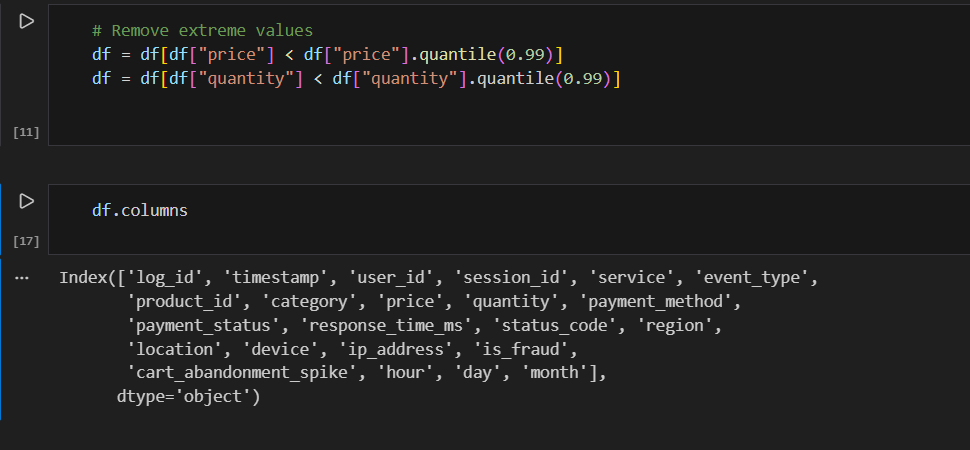 # Remove extreme values
df = df[df["price"] < df["price"].quantile(0.99)]
df = df[df["quantity"] < df["quantity"].quantile(0.99)]
[11]
df.columns
[17]
... Index(['log_id', 'timestamp', 'user_id', 'session_id', 'service', 'event_type',
'product_id', 'category', 'price', 'quantity', 'payment_method',
'payment_status', 'response_time_ms', 'status_code', 'region',
'location', 'device', 'ip_address', 'is_fraud',
'cart_abandonment_spike', 'hour', 'day', 'month'],
dtype='object')